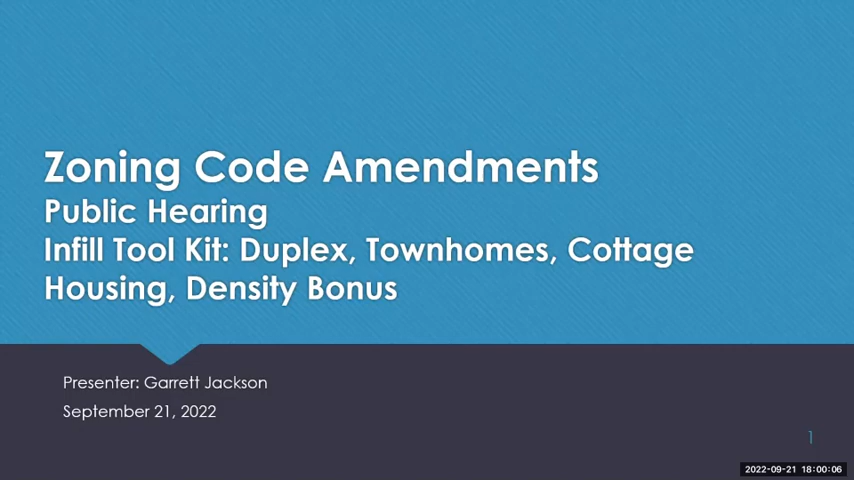 Zoning Code Amendments
Public Hearing
Infill Tool Kit: Duplex, Townhomes, Cottage
Housing, Density Bonus
Presenter: Garrett Jackson
September 21, 2022
1
2022-09-21 18:00:06